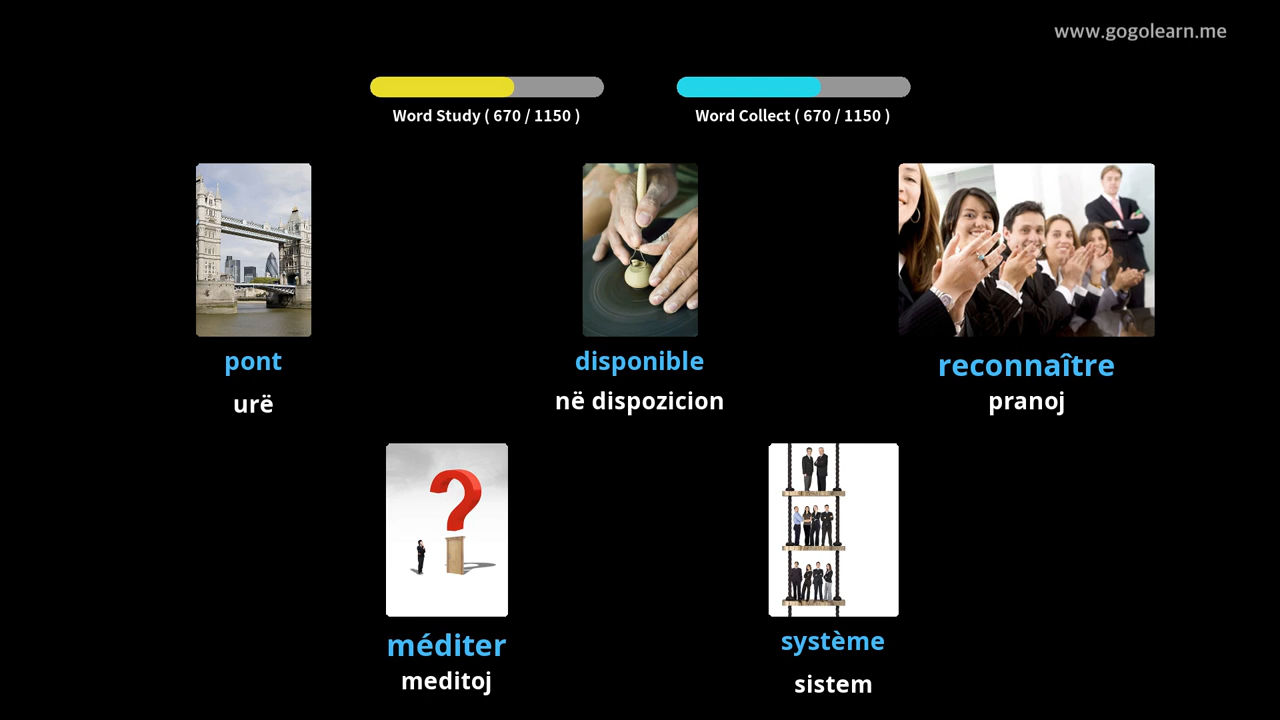 www.gogolearn.me
Word Study ( 670 / 1150 )
Word Collect ( 670 / 1150 )
pont
urë
disponible
në dispozicion
reconnaître
pranoj
méditer
meditoj
système
sistem